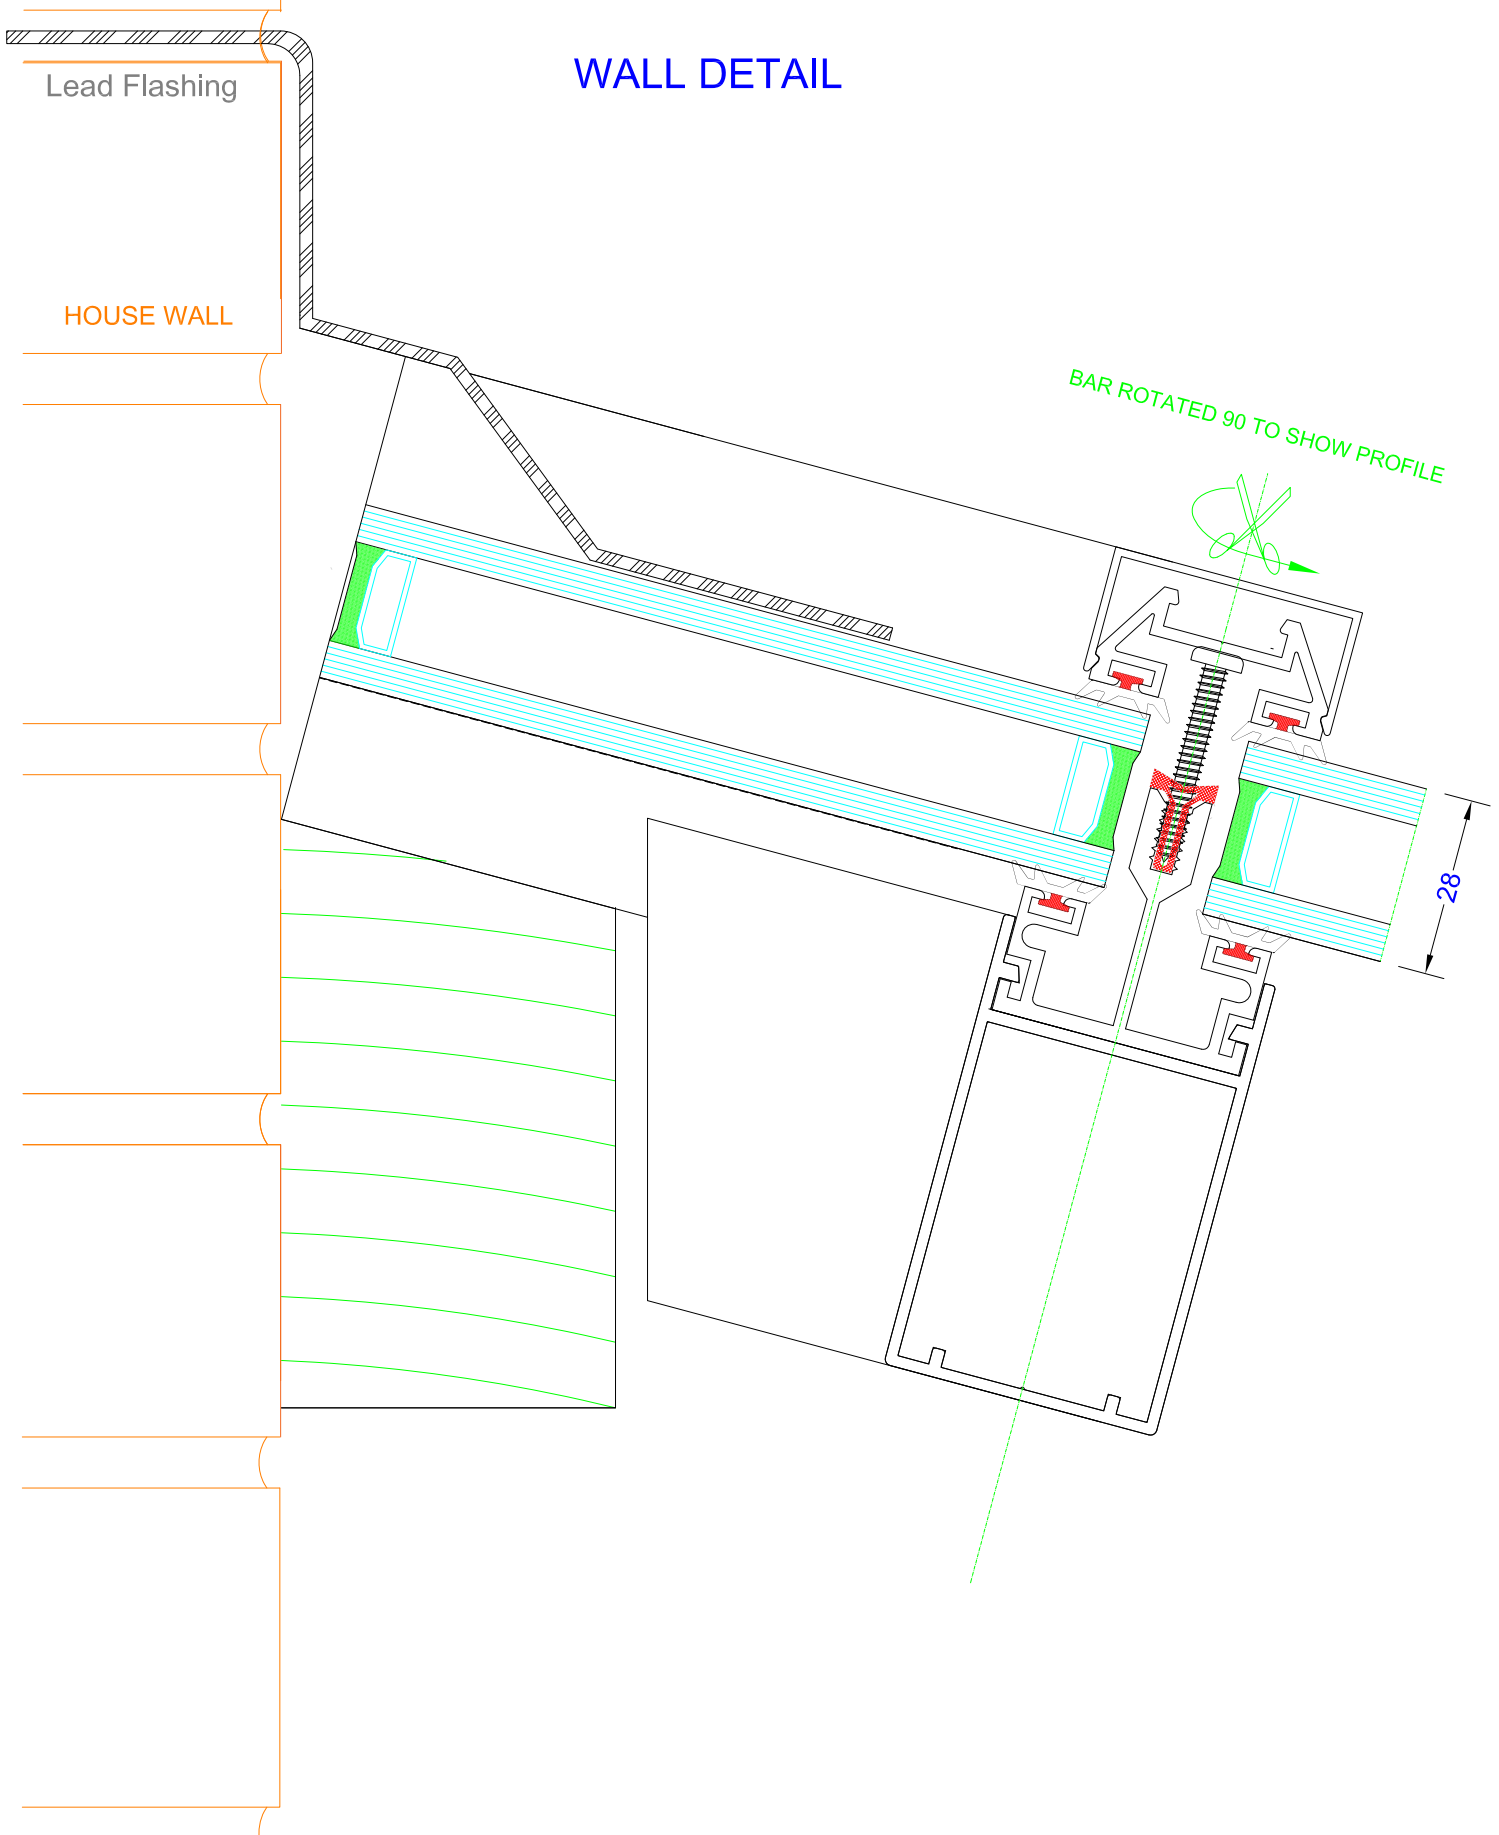 WALL DETAIL
Lead Flashing
HOUSE WALL
BAR ROTATED 90 TO SHOW PROFILE
28